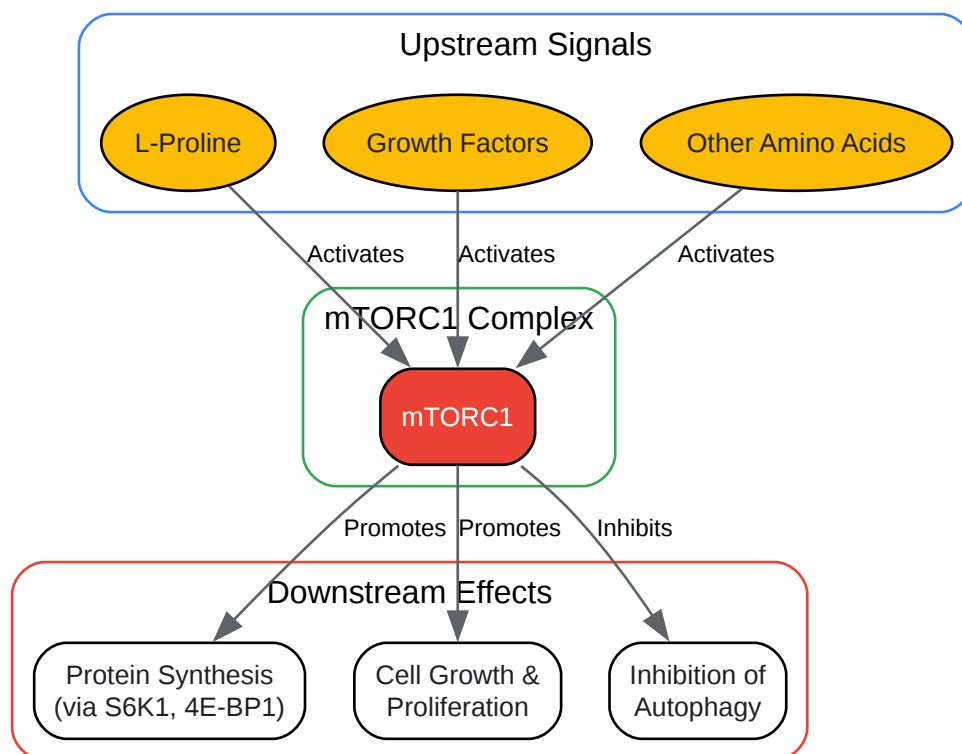 Upstream Signals
L-Proline
Growth Factors
Other Amino Acids
Activates
Activates
Activates
mTORC1 Complex
mTORC1
Promotes
Promotes
Inhibits
Downstream Effects
Protein Synthesis
(via S6K1, 4E-BP1)
Cell Growth &
Proliferation
Inhibition of
Autophagy